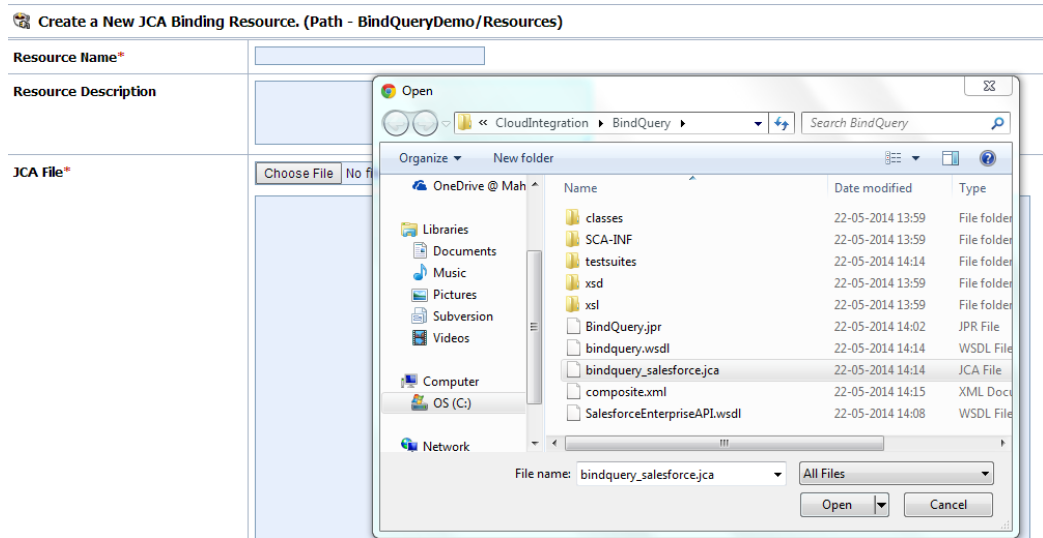 Create a New JCA Binding Resource. (Path - BindQueryDemo/Resources)
Resource Name*
Resource Description
JCA File*
Choose File No fi
Open
« CloudIntegration BindQuery
Search BindQuery
Organize New folder
OneDrive @ Mah
Libraries
Documents
Music
Pictures
Subversion
Videos
Computer
OS (C:)
Network
Name Date modified Type
classes 22-05-2014 13:59 File folder
SCA-INF 22-05-2014 13:59 File folder
testsuites 22-05-2014 14:14 File folder
xsd 22-05-2014 13:59 File folder
xsl 22-05-2014 13:59 File folder
BindQuery.jpr 22-05-2014 14:02 JPR File
bindquery.wsdl 22-05-2014 14:14 WSDL File
bindquery_salesforce.jca 22-05-2014 14:14 JCA File
composite.xml 22-05-2014 14:15 XML Docu
SalesforceEnterpriseAPI.wsdl 22-05-2014 14:08 WSDL File
File name: bindquery_salesforce.jca All Files
Open Cancel